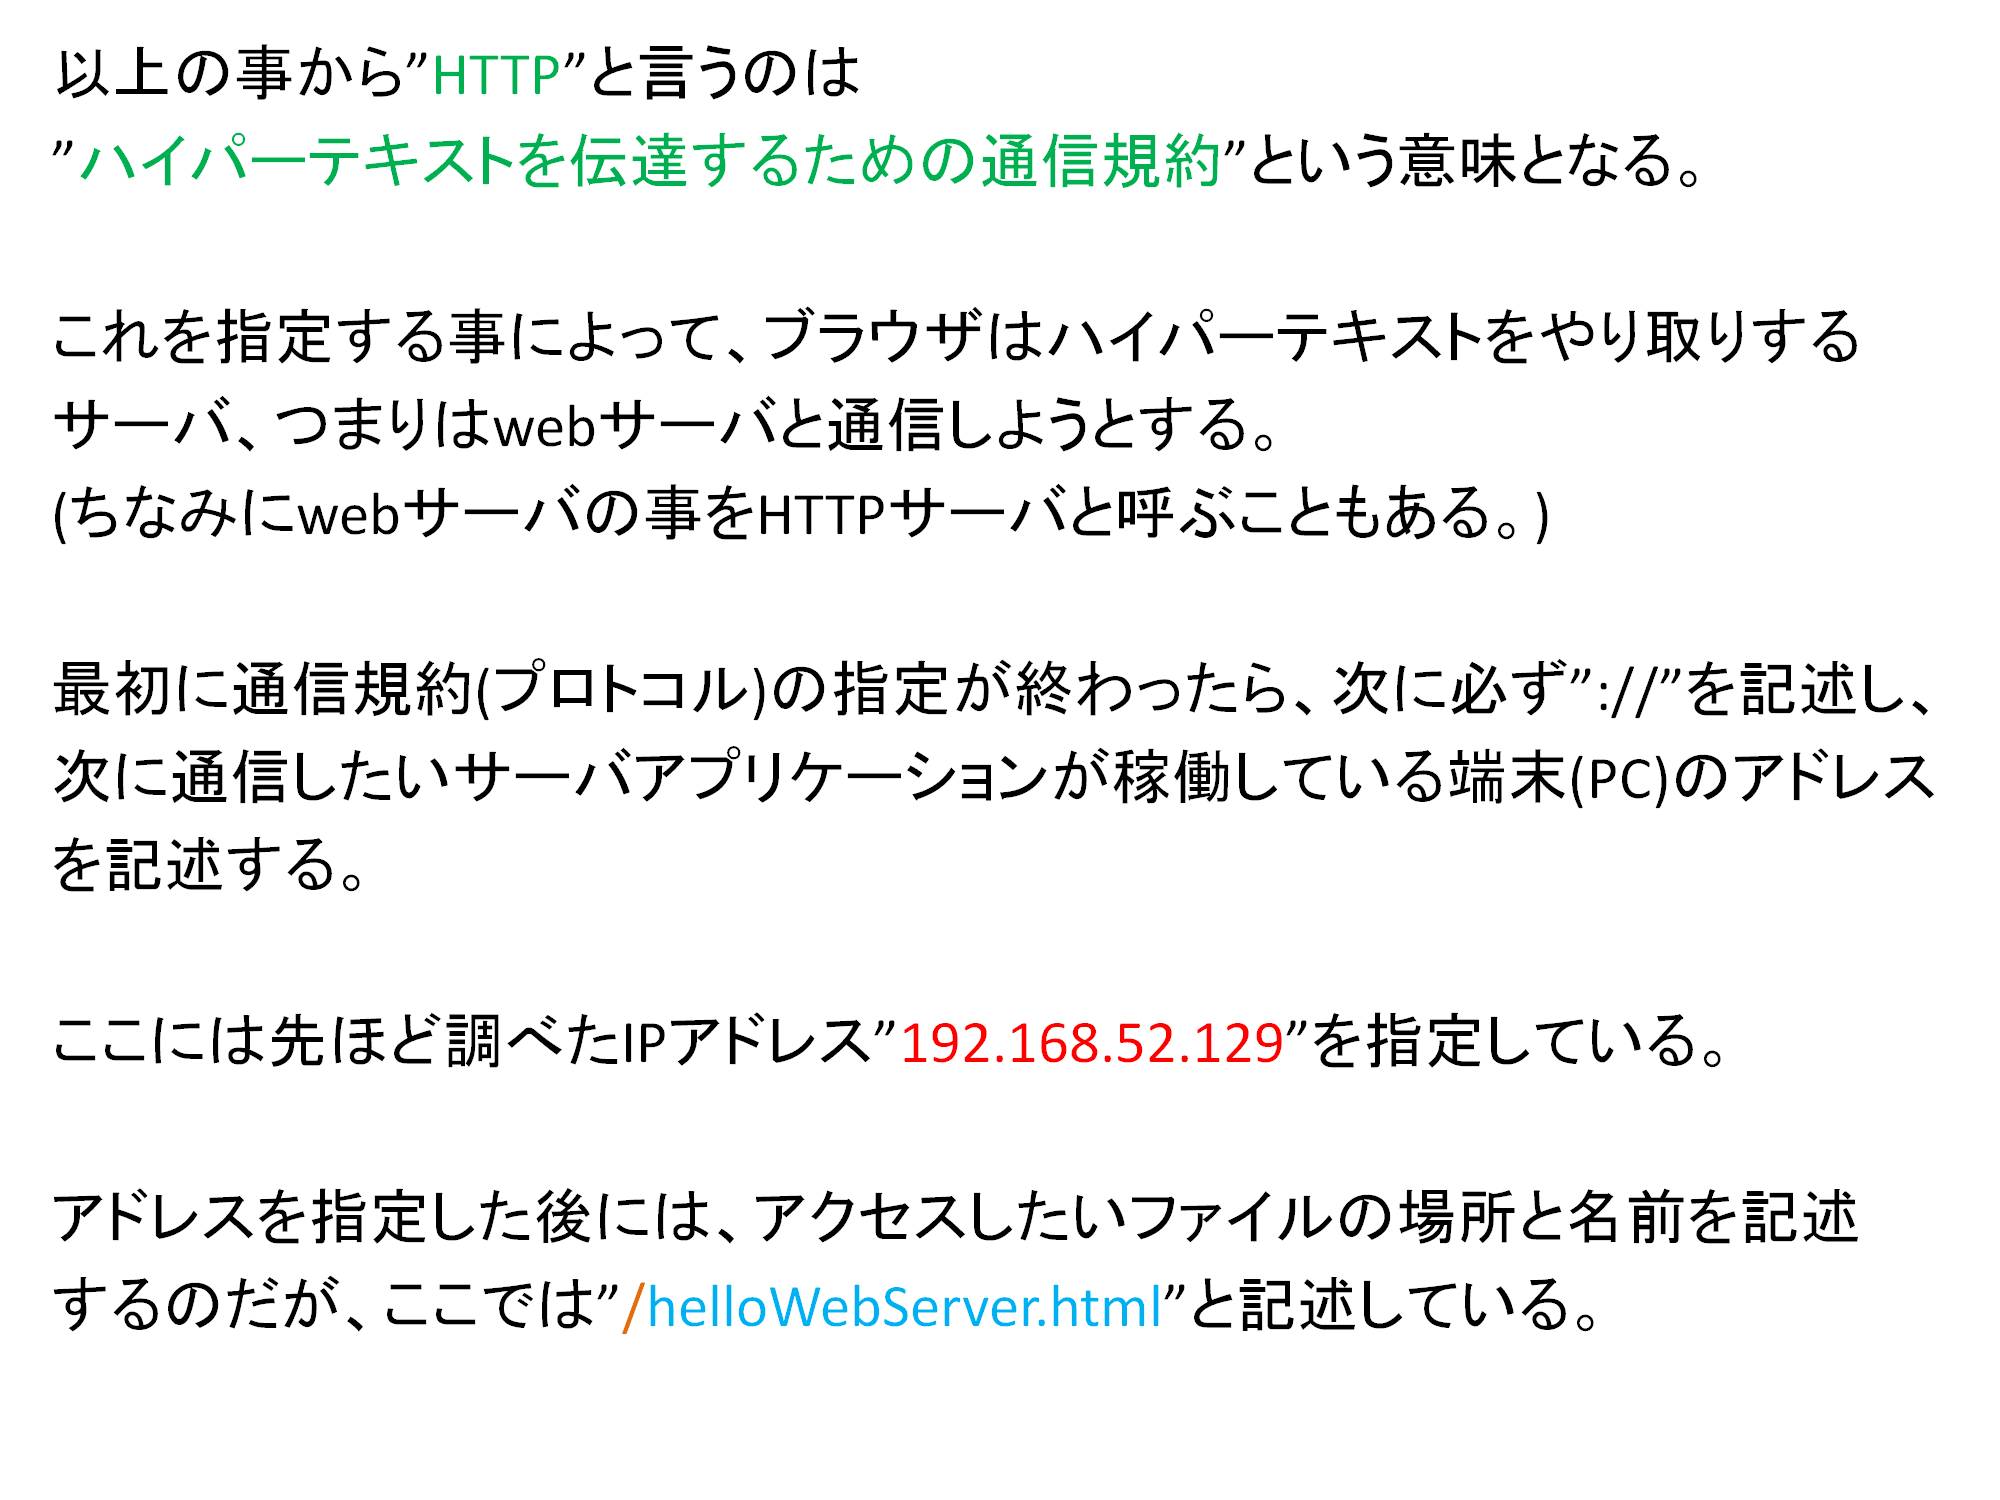 以上の事から”HTTP”と言うのは
”ハイパーテキストを伝達するための通信規約”という意味となる。
これを指定する事によって、ブラウザはハイパーテキストをやり取りする
サーバ、つまりはwebサーバと通信しようとする。
(ちなみにwebサーバの事をHTTPサーバと呼ぶこともある。)
最初に通信規約(プロトコル)の指定が終わったら、次に必ず”://”を記述し、
次に通信したいサーバアプリケーションが稼働している端末(PC)のアドレス
を記述する。
ここには先ほど調べたIPアドレス”192.168.52.129”を指定している。
アドレスを指定した後には、アクセスしたいファイルの場所と名前を記述
するのだが、ここでは”/helloWebServer.html”と記述している。